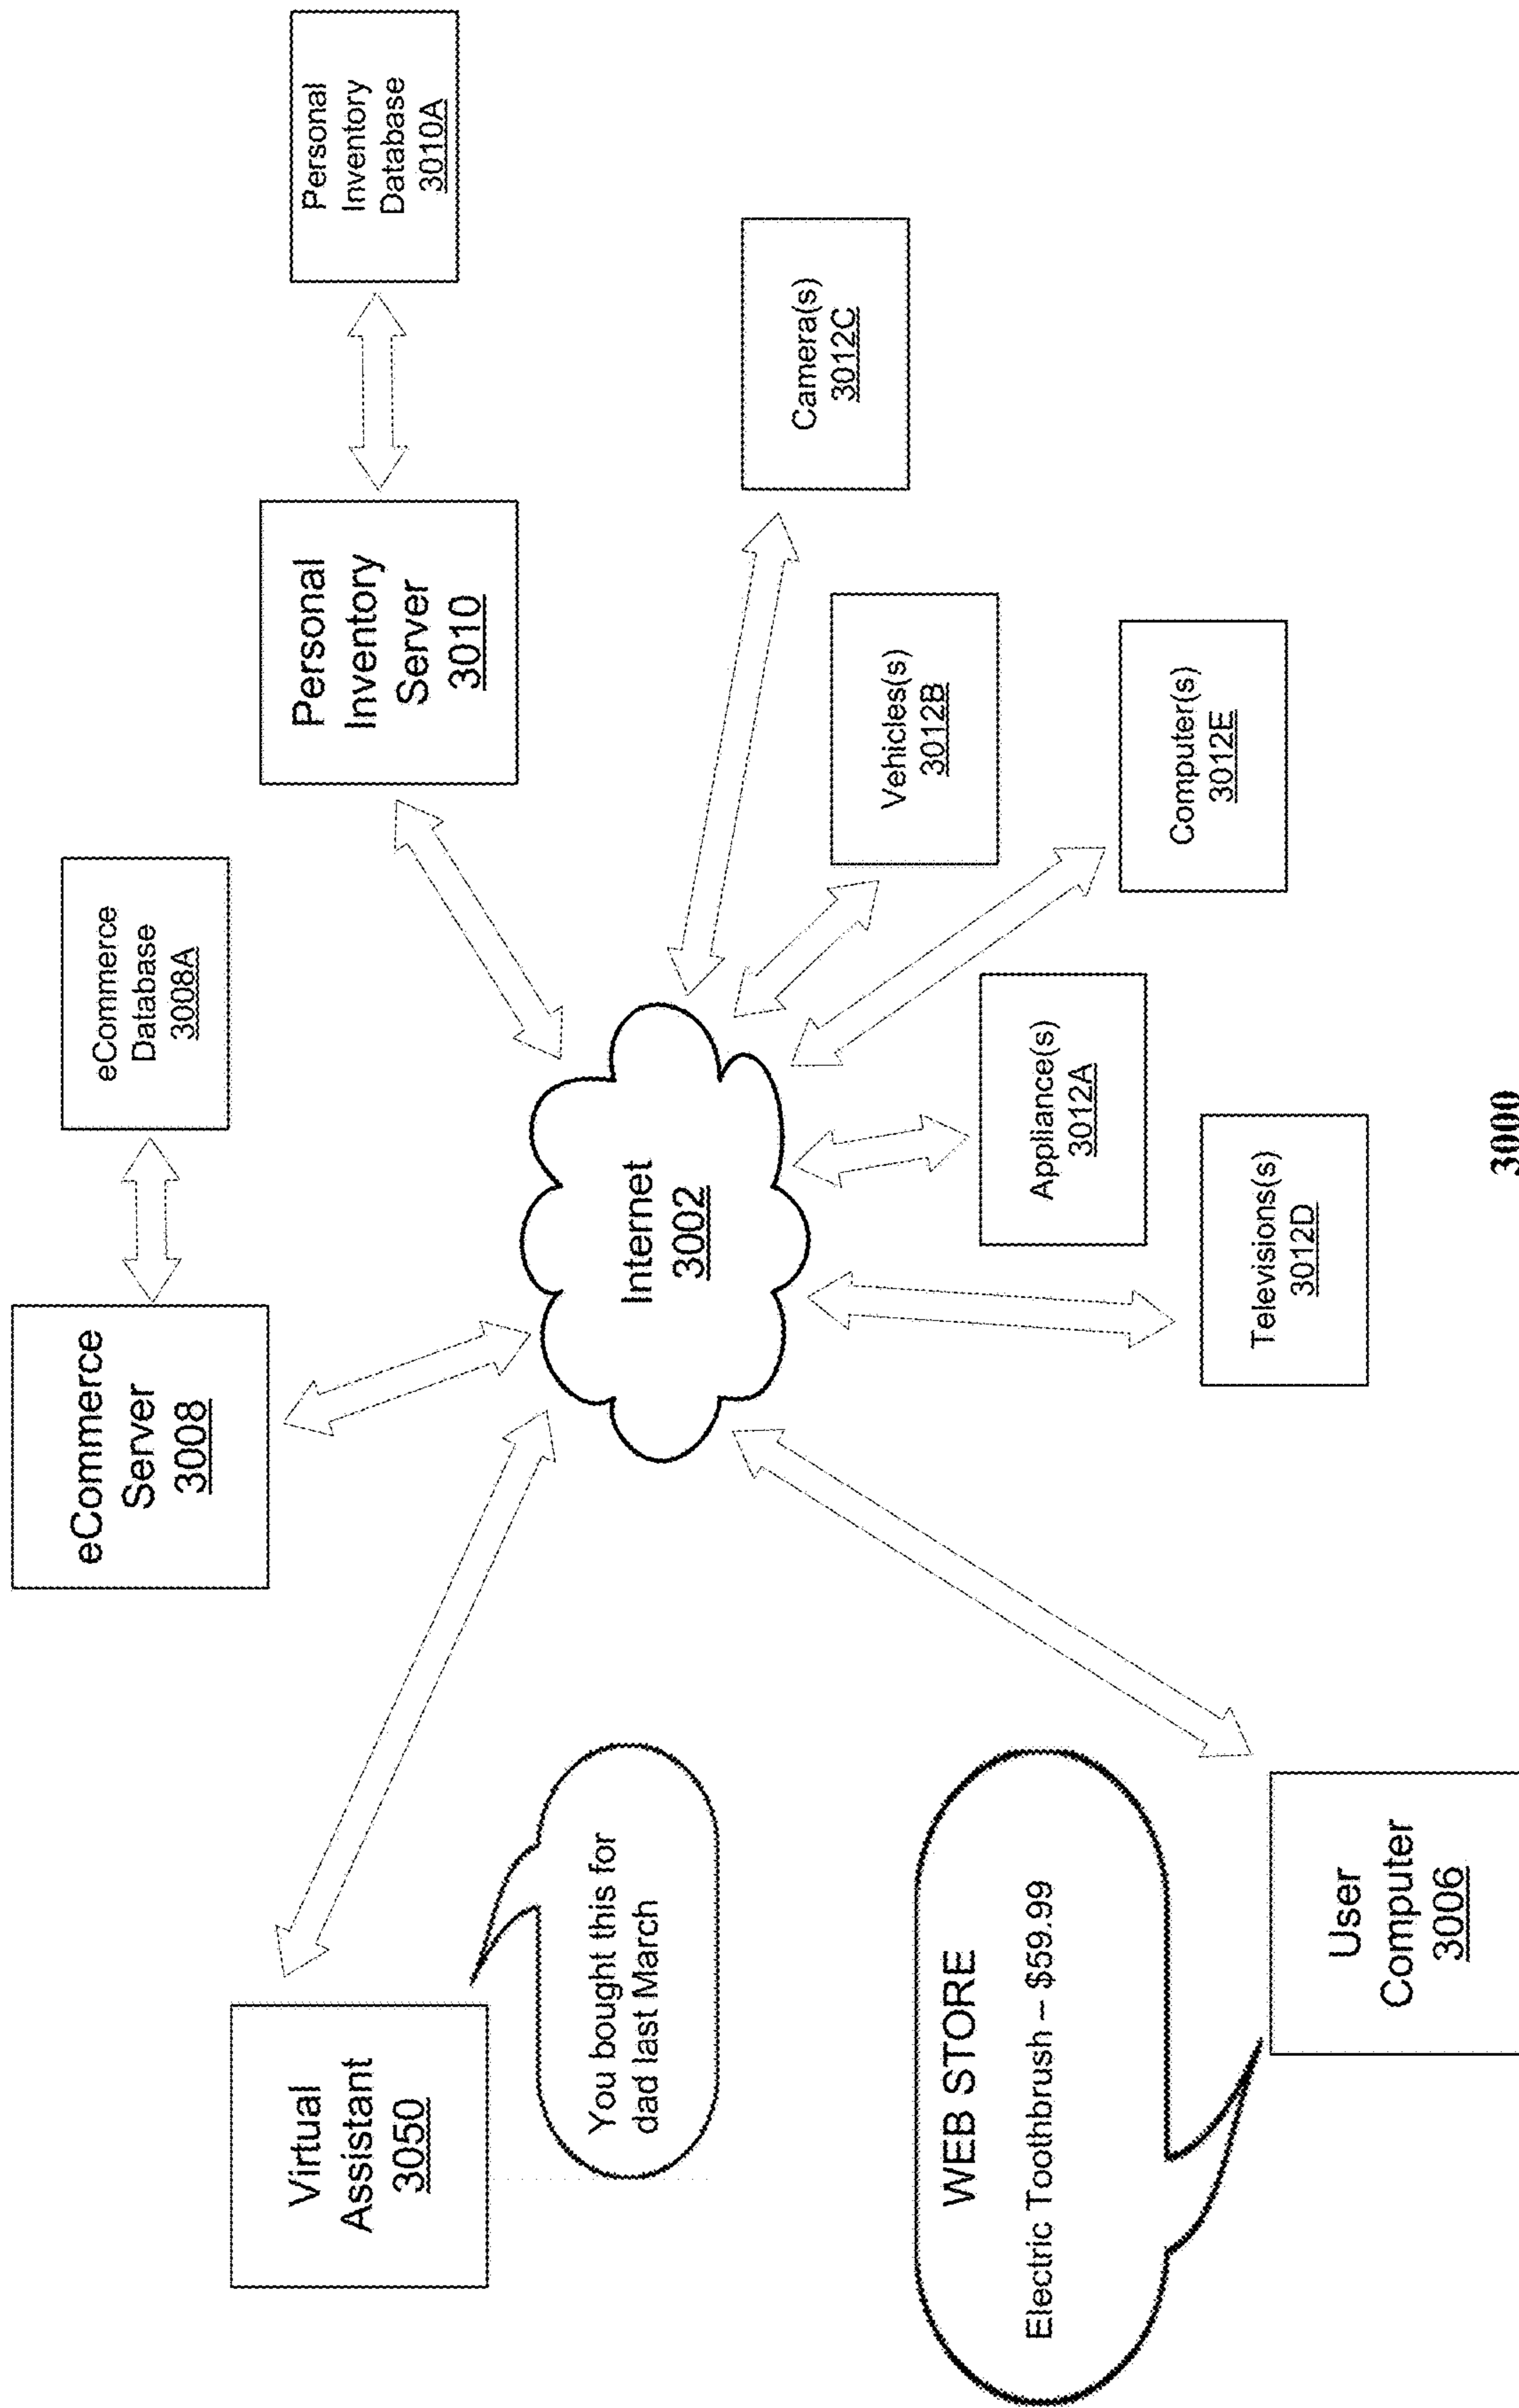 Virtual
Assistant
3050
You bought this for
dad last March
WEB STORE
Electric Toothbrush – $59.99
User
Computer
3006
eCommerce
Server
3008
eCommerce
Database
3008A
Internet
3002
Personal
Inventory
Server
3010
Personal
Inventory
Database
3010A
Camera(s)
3012C
Vehicles(s)
3012B
Computer(s)
3012E
Appliance(s)
3012A
Televisions(s)
3012D
3000